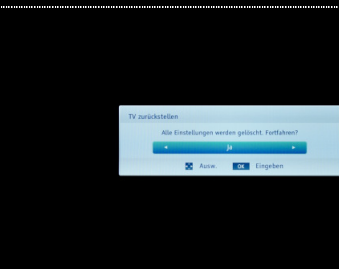 TV zurückstellen
Alle Einstellungen werden gelöscht. Fortfahren?
Ja
Ausw. OK Eingeben